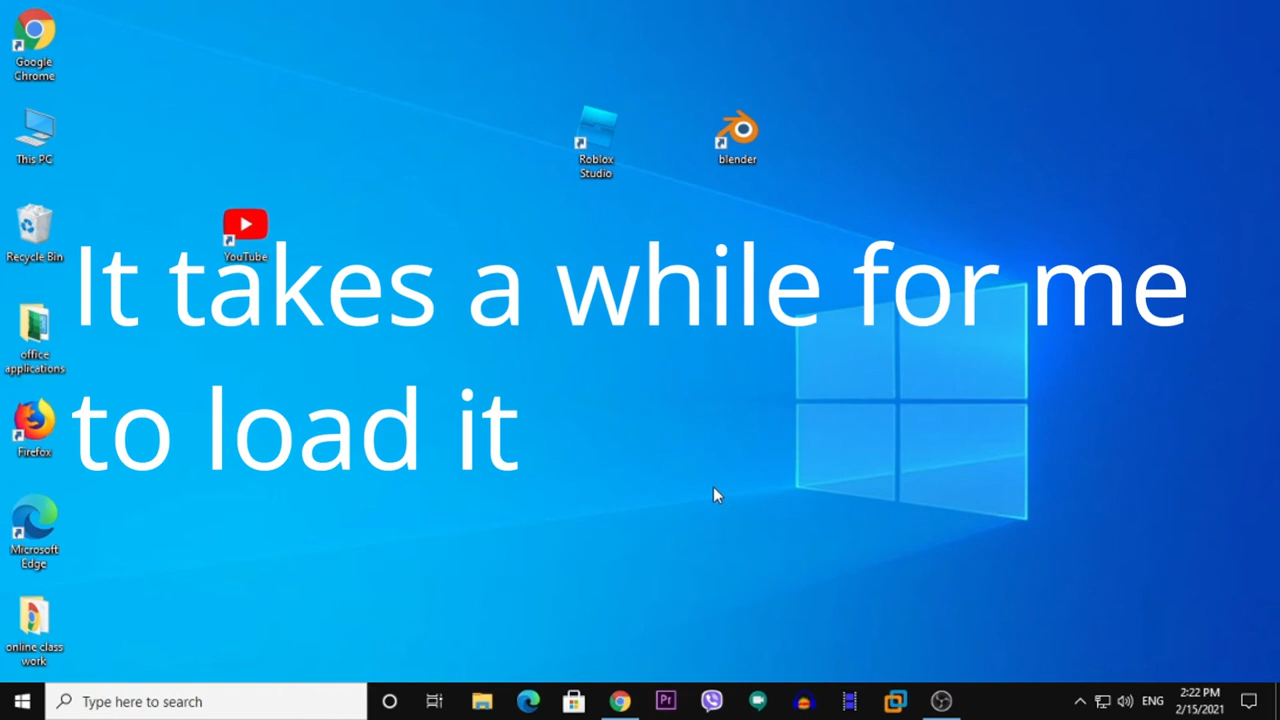 Google
Chrome
This PC
Recycle Bin
office
applications
Firefox
Microsoft
Edge
online class
work
YouTube
Roblox
Studio
blender
It takes a while for me
to load it
Type here to search
Pr
ENG
2:22 PM
2/15/2021